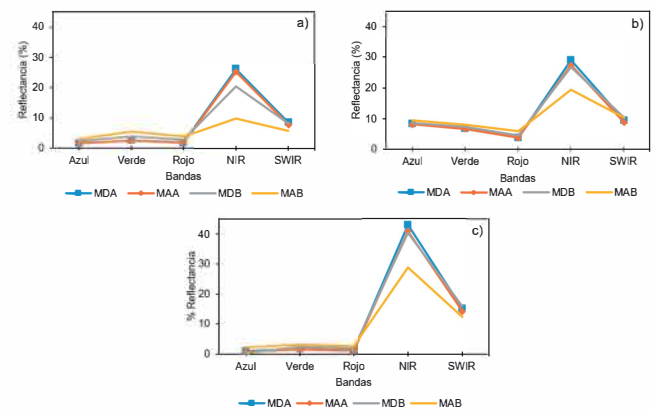 a)
Reflectancia (%)
40
30
20
10
0
Azul Verde Rojo NIR SWIR
Bandas
MDA MAA MDB MAB
b)
Reflectancia (%)
40
30
20
10
0
Azul Verde Rojo NIR SWIR
Bandas
MDA MAA MDB MAB
c)
% Reflectancia
40
30
20
10
0
Azul Verde Rojo NIR SWIR
Bandas
MDA MAA MDB MAB